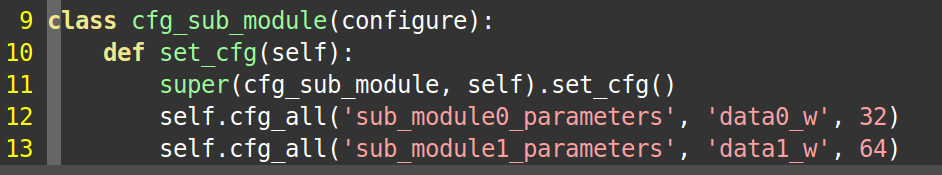 9 class cfg_sub_module(configure):
10     def set_cfg(self):
11         super(cfg_sub_module, self).set_cfg()
12         self.cfg_all('sub_module0_parameters', 'data0_w', 32)
13         self.cfg_all('sub_module1_parameters', 'data1_w', 64)